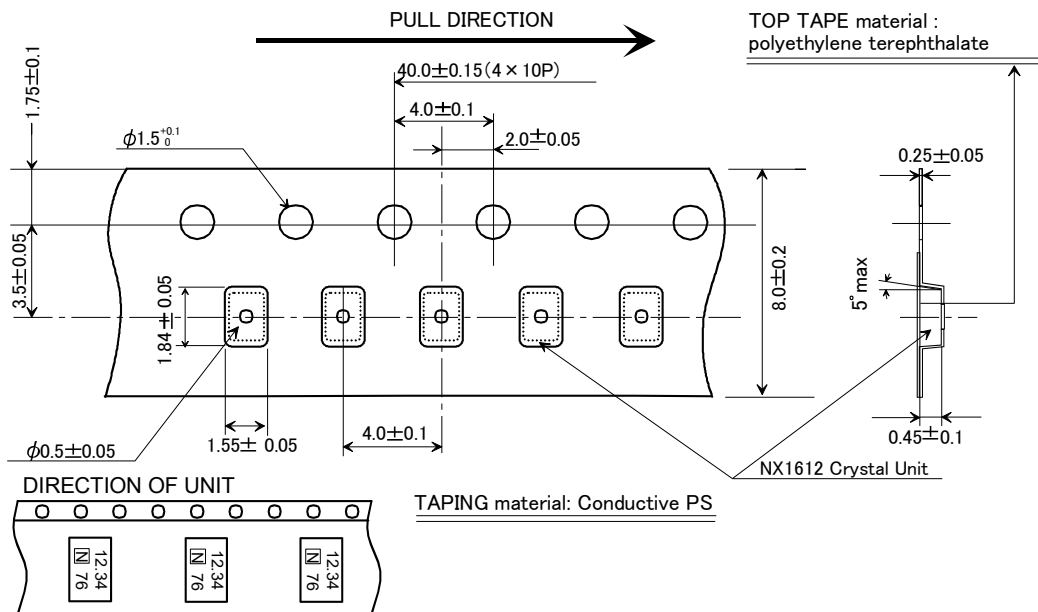 PULL DIRECTION
TOP TAPE material :
polyethylene terephthalate
1.75±0.1
40.0±0.15(4×10P)
4.0±0.1
2.0±0.05
φ1.5 +0.1 0
0.25±0.05
3.5±0.05
8.0±0.2
5°max
1.84± 0.05
1.55± 0.05
4.0±0.1
0.45±0.1
φ0.5±0.05
NX1612 Crystal Unit
DIRECTION OF UNIT
TAPING material: Conductive PS
12.34
N 76
12.34
N 76
12.34
N 76